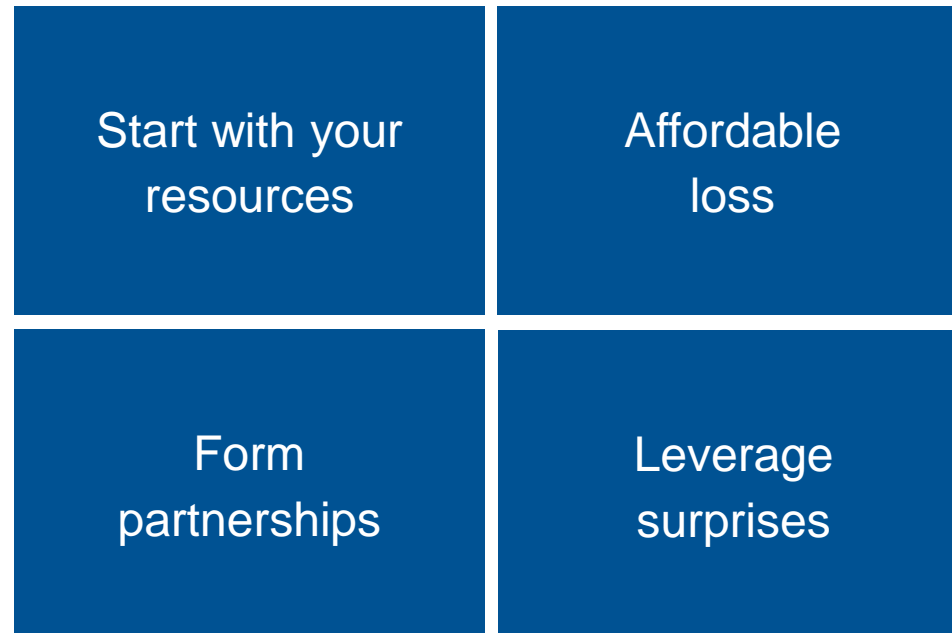 Start with your
resources
Affordable
loss
Form
partnerships
Leverage
surprises